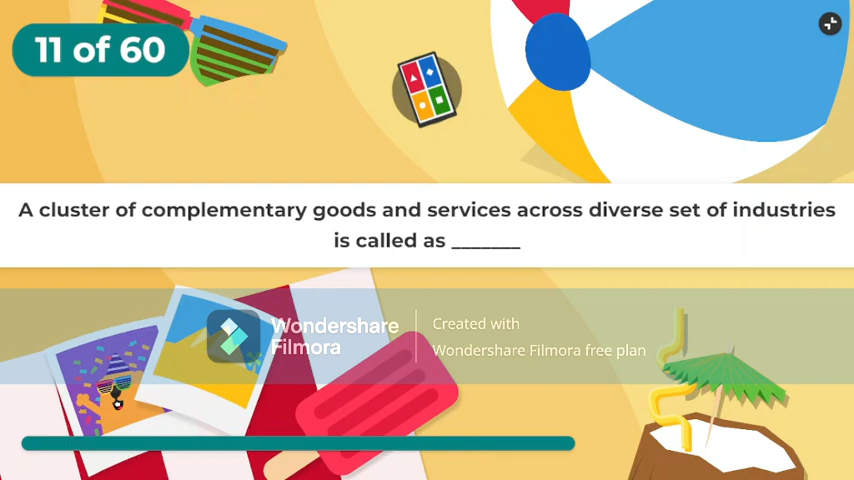 11 of 60
A cluster of complementary goods and services across diverse set of industries
is called as _______
Wondershare
Filmora
Created with
Wondershare Filmora free plan